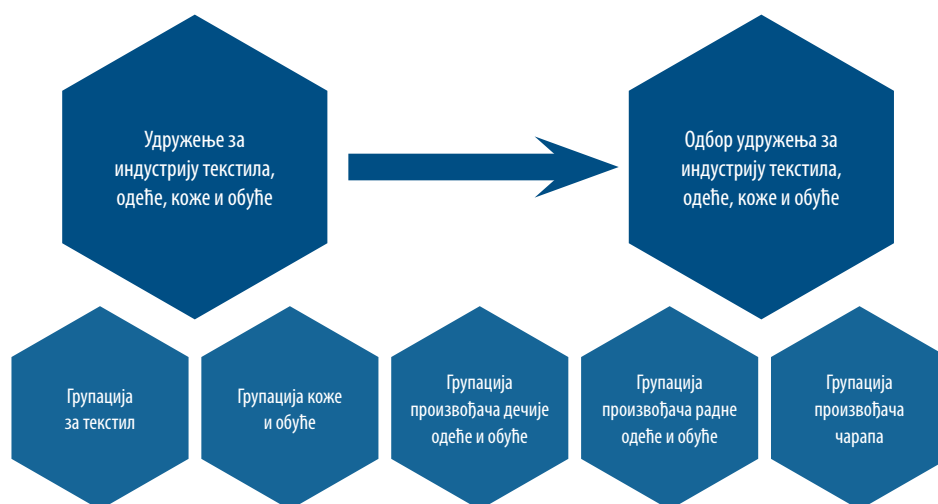 Удружење за
индустрију текстила,
одеће, коже и обуће
Одбор удружења за
индустрију текстила,
одеће, коже и обуће
Групација
за текстил
Групација коже
и обуће
Групација
произвођача дечије
одеће и обуће
Групација
произвођача радне
одеће и обуће
Групација
произвођача
чарапа